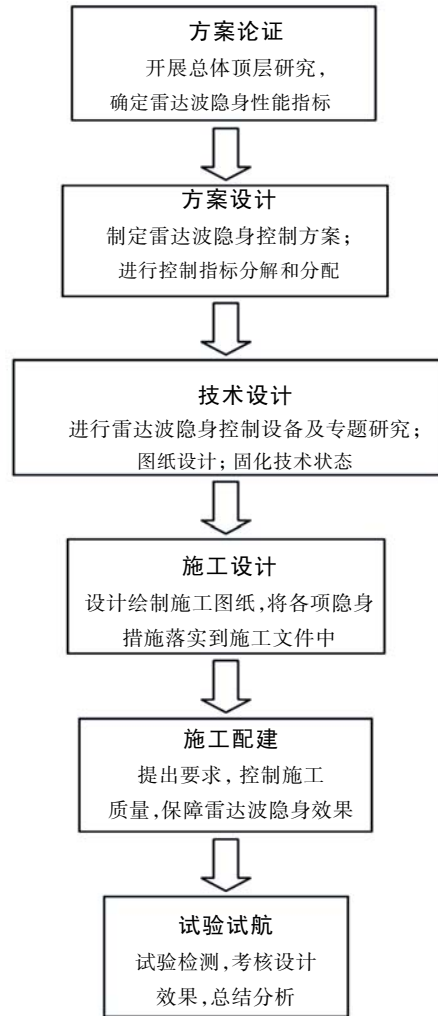 方案论证
开展总体顶层研究，
确定雷达波隐身性能指标
方案设计
制定雷达波隐身控制方案；
进行控制指标分解和分配
技术设计
进行雷达波隐身控制设备及专题研究；
图纸设计；固化技术状态
施工设计
设计绘制施工图纸，将各项隐身
措施落实到施工文件中
施工配建
提出要求，控制施工
质量，保障雷达波隐身效果
试验试航
试验检测，考核设计
效果，总结分析